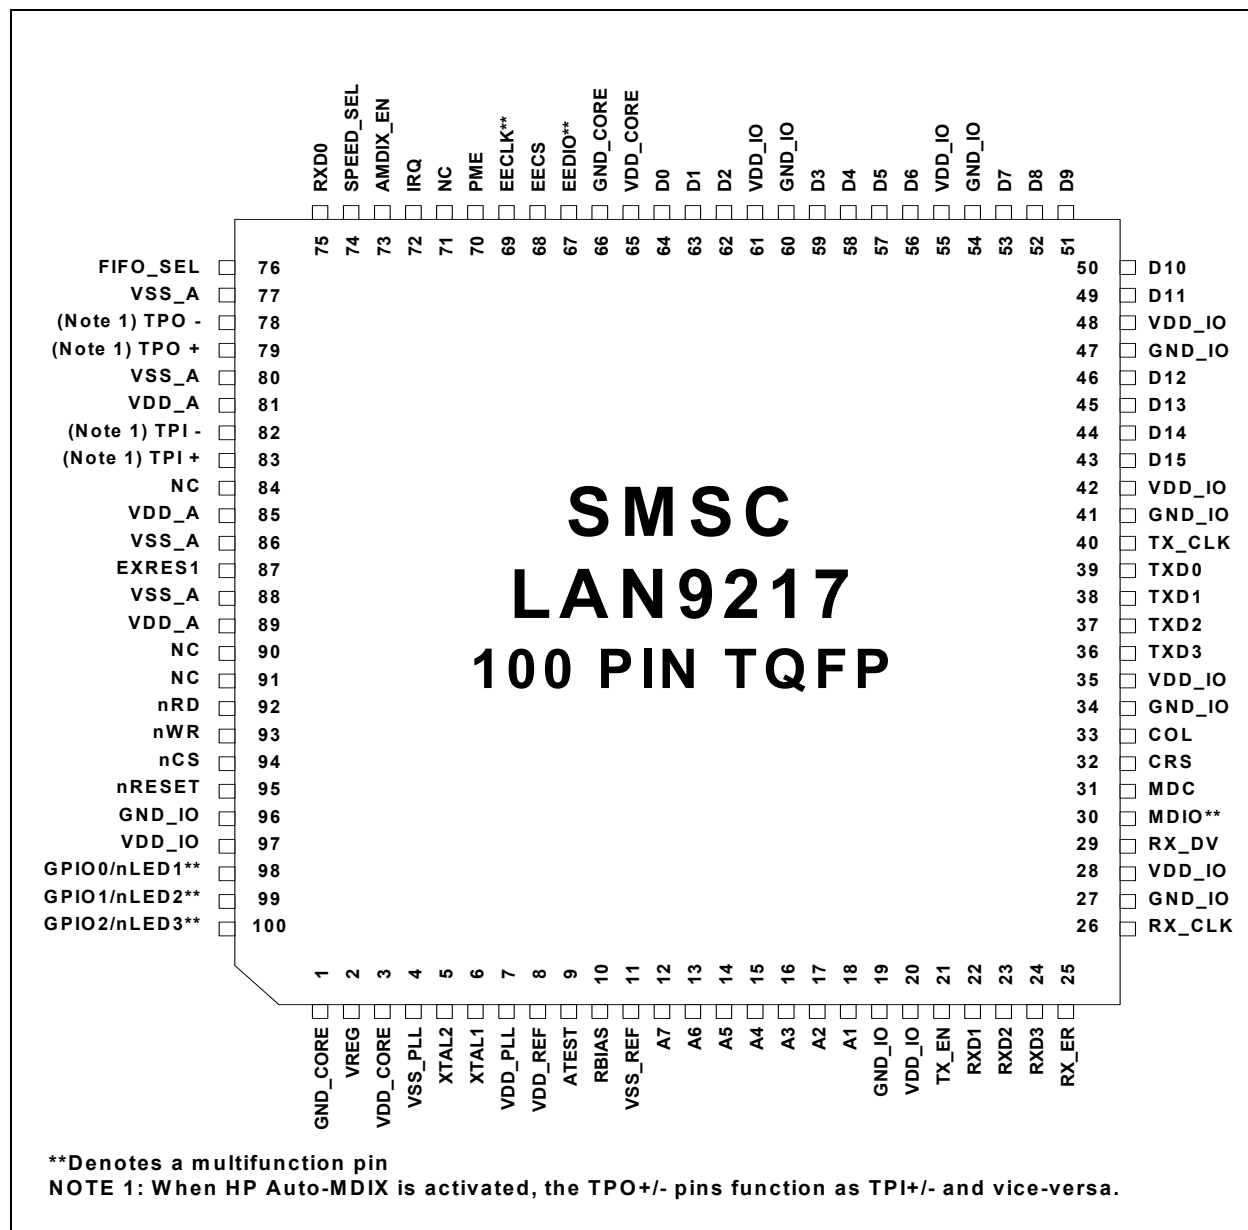 RXD0
SPEED_SEL
AMDIX_EN
IRQ
NC
PME
EECLK**
EECS
EEDIO**
GND_CORE
VDD_CORE
D0
D1
D2
VDD_IO
GND_IO
D3
D4
D5
D6
VDD_IO
GND_IO
D7
D8
D9
75
74
73
72
71
70
69
68
67
66
65
64
63
62
61
60
59
58
57
56
55
54
53
52
51
FIFO_SEL 76
VSS_A 77
(Note 1) TPO - 78
(Note 1) TPO + 79
VSS_A 80
VDD_A 81
(Note 1) TPI - 82
(Note 1) TPI + 83
NC 84
VDD_A 85
VSS_A 86
EXRES1 87
VSS_A 88
VDD_A 89
NC 90
NC 91
nRD 92
nWR 93
nCS 94
nRESET 95
GND_IO 96
VDD_IO 97
GPIO0/nLED1** 98
GPIO1/nLED2** 99
GPIO2/nLED3** 100
SMSC
LAN9217
100 PIN TQFP
50 D10
49 D11
48 VDD_IO
47 GND_IO
46 D12
45 D13
44 D14
43 D15
42 VDD_IO
41 GND_IO
40 TX_CLK
39 TXD0
38 TXD1
37 TXD2
36 TXD3
35 VDD_IO
34 GND_IO
33 COL
32 CRS
31 MDC
30 MDIO**
29 RX_DV
28 VDD_IO
27 GND_IO
26 RX_CLK
1
2
3
4
5
6
7
8
9
10
11
12
13
14
15
16
17
18
19
20
21
22
23
24
25
GND_CORE
VREG
VDD_CORE
VSS_PLL
XTAL2
XTAL1
VDD_PLL
VDD_REF
ATEST
RBIAS
VSS_REF
A7
A6
A5
A4
A3
A2
A1
GND_IO
VDD_IO
TX_EN
RXD1
RXD2
RXD3
RX_ER
**Denotes a multifunction pin
NOTE 1: When HP Auto-MDIX is activated, the TPO+/- pins function as TPI+/- and vice-versa.